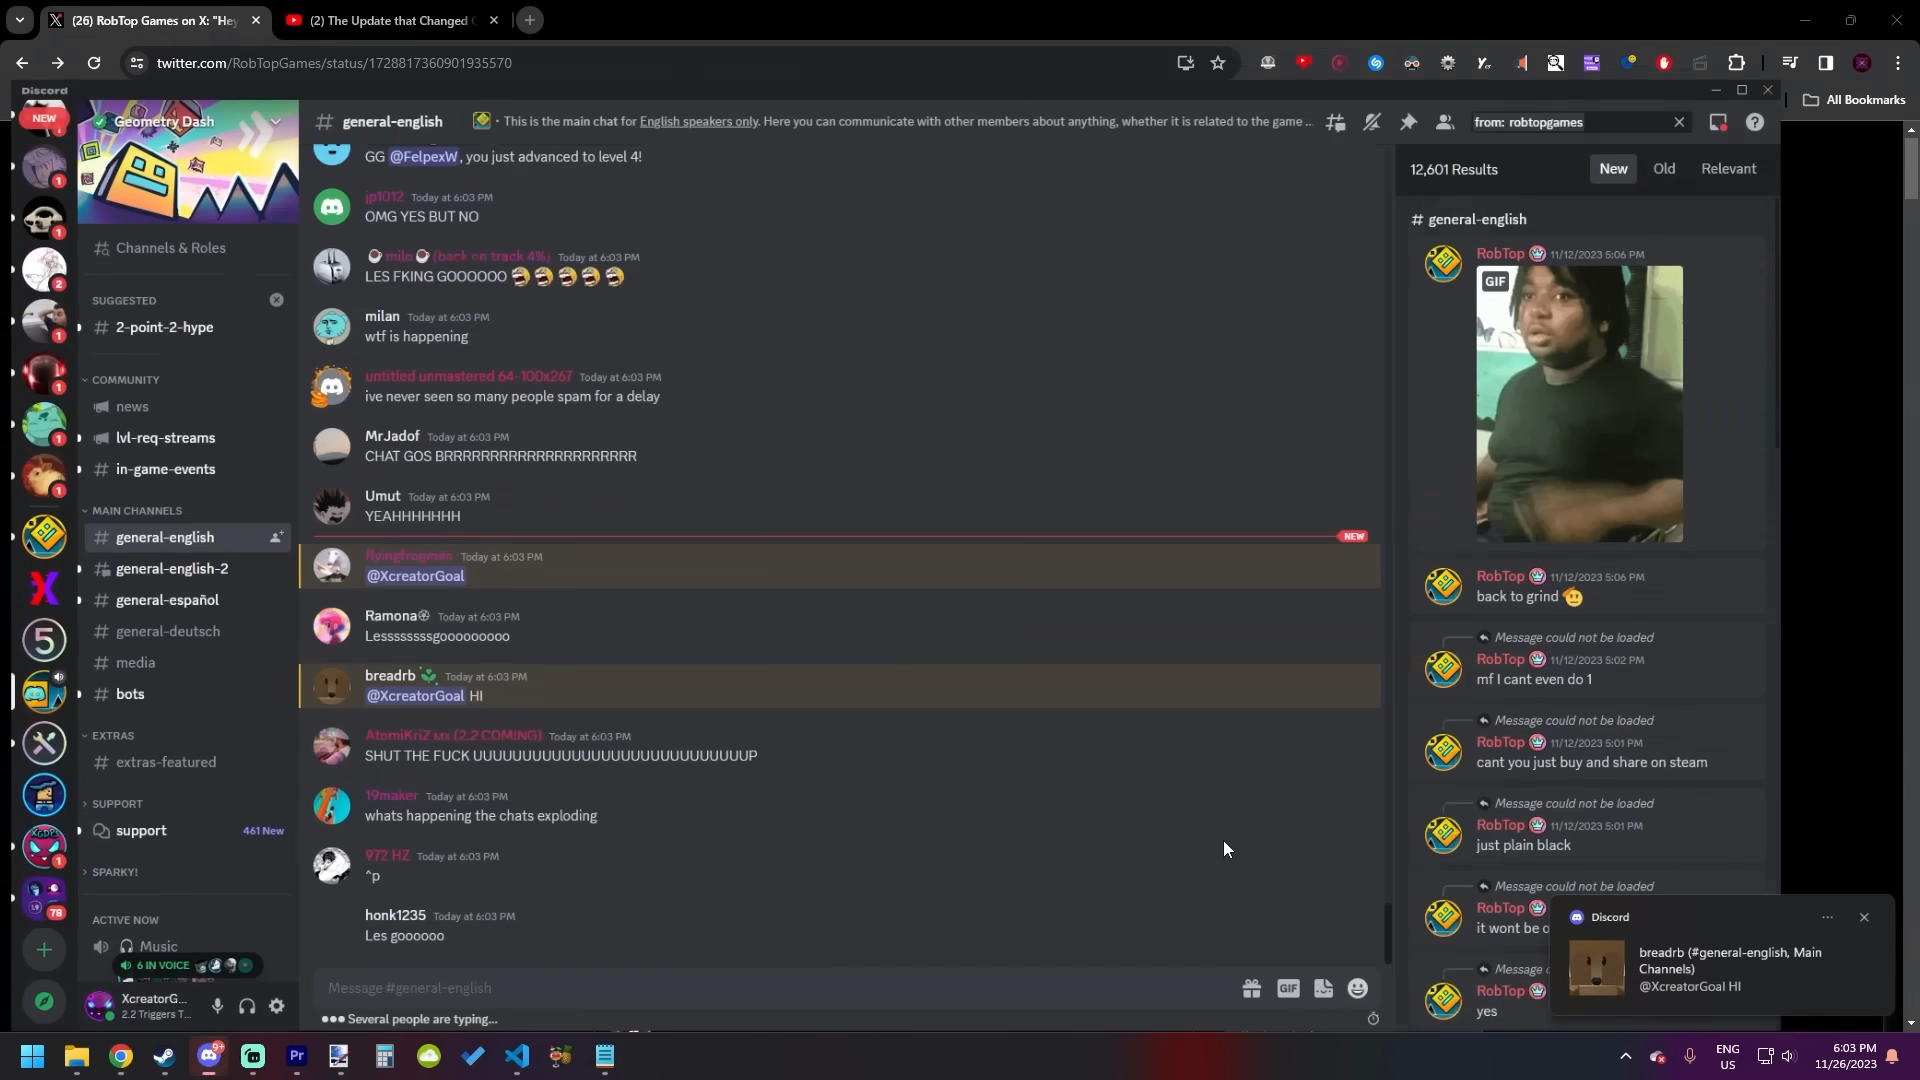 (26) RobTop Games on X: "Hey
(2) The Update that Changed
twitter.com/RobTopGames/status/1728817360901935570
All Bookmarks
Discord
NEW
Geometry Dash
general-english
· This is the main chat for English speakers only. Here you can communicate with other members about anything, whether it is related to the game ...
from: robtopgames
Channels & Roles
SUGGESTED
2-point-2-hype
COMMUNITY
news
lvl-req-streams
in-game-events
MAIN CHANNELS
general-english
general-english-2
general-español
general-deutsch
media
bots
EXTRAS
extras-featured
SUPPORT
support 461 New
SPARKY!
ACTIVE NOW
Music
6 IN VOICE
XcreatorG...
2.2 Triggers T...
GG @FelpexW, you just advanced to level 4!
jp1012 Today at 6:03 PM
OMG YES BUT NO
milo (back on track 4%) Today at 6:03 PM
LES FKING GOOOOOO
milan Today at 6:03 PM
wtf is happening
untitled unmastered 64-100x267 Today at 6:03 PM
ive never seen so many people spam for a delay
MrJadof Today at 6:03 PM
CHAT GOS BRRRRRRRRRRRRRRRRRRRRR
Umut Today at 6:03 PM
YEAHHHHHHH
NEW
flyingfrogmen Today at 6:03 PM
@XcreatorGoal
Ramona Today at 6:03 PM
Lessssssssgooooooooo
breadrb Today at 6:03 PM
@XcreatorGoal HI
AtomiKriZ MX (2.2 COMING) Today at 6:03 PM
SHUT THE FUCK UUUUUUUUUUUUUUUUUUUUUUUUUUUUP
19maker Today at 6:03 PM
whats happening the chats exploding
972 HZ Today at 6:03 PM
^p
honk1235 Today at 6:03 PM
Les goooooo
Message #general-english
GIF
Several people are typing...
12,601 Results
New
Old
Relevant
# general-english
RobTop 11/12/2023 5:06 PM
GIF
RobTop 11/12/2023 5:06 PM
back to grind
Message could not be loaded
RobTop 11/12/2023 5:02 PM
mf I cant even do 1
Message could not be loaded
RobTop 11/12/2023 5:01 PM
cant you just buy and share on steam
Message could not be loaded
RobTop 11/12/2023 5:01 PM
just plain black
Message could not be loaded
RobTop
it wont be
Message
RobTop
yes
Discord
breadrb (#general-english, Main
Channels)
@XcreatorGoal HI
ENG
US
6:03 PM
11/26/2023